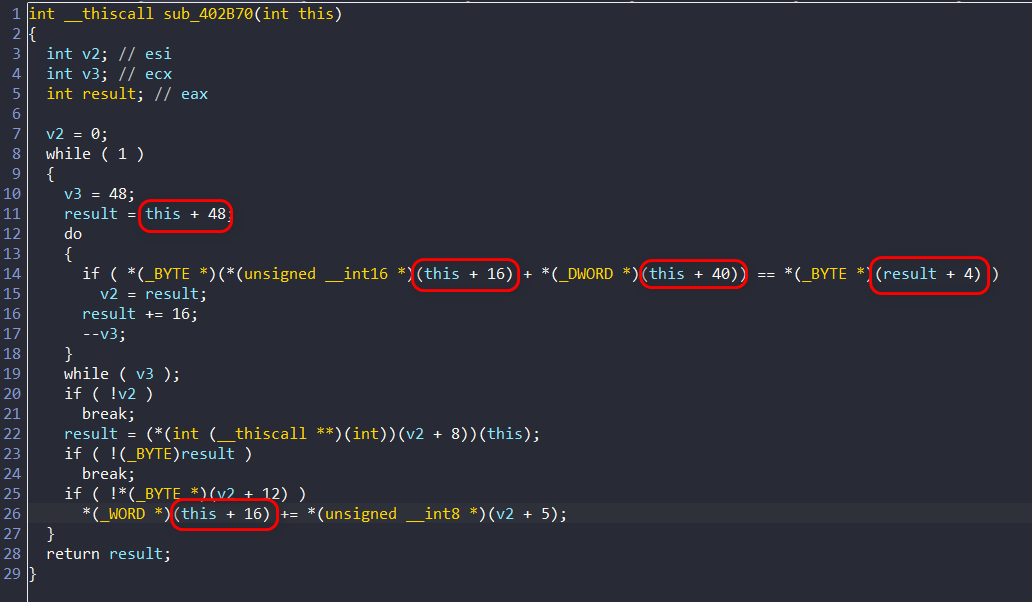 1 int __thiscall sub_402B70(int this)
2 {
3 int v2; // esi
4 int v3; // ecx
5 int result; // eax
6
7 v2 = 0;
8 while ( 1 )
9 {
10 v3 = 48;
11 result = this + 48;
12 do
13 {
14 if ( *(_BYTE *)(*(unsigned __int16 *)(this + 16) + *(_DWORD *)(this + 40)) == *(_BYTE *)(result + 4) )
15 v2 = result;
16 result += 16;
17 --v3;
18 }
19 while ( v3 );
20 if ( !v2 )
21 break;
22 result = (*(int (__thiscall **)(int))(v2 + 8))(this);
23 if ( !(_BYTE)result )
24 break;
25 if ( !*(_BYTE *)(v2 + 12) )
26 *(_WORD *)(this + 16) += *(unsigned __int8 *)(v2 + 5);
27 }
28 return result;
29 }